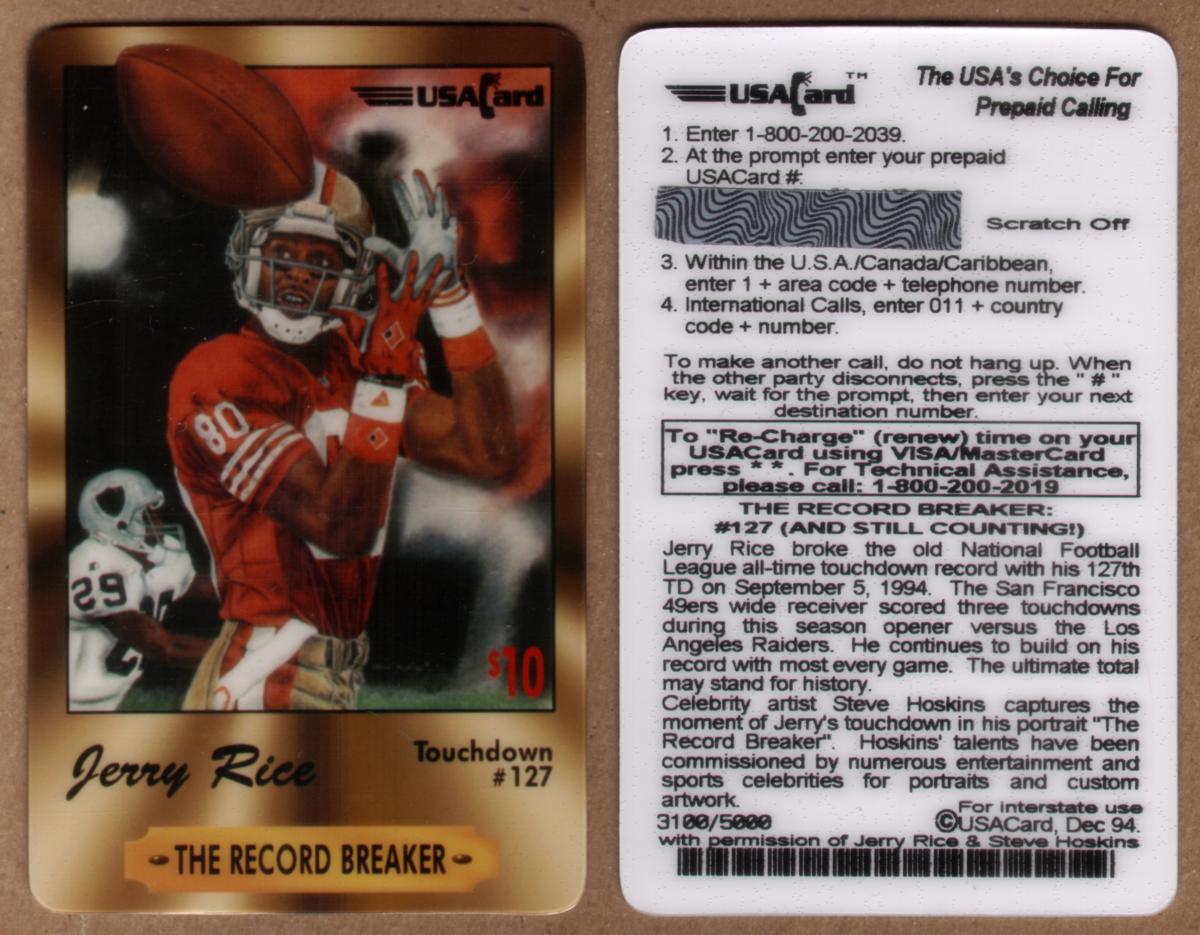 USACard
80
29
$10
Jerry Rice
Touchdown
#127
THE RECORD BREAKER
USACard™
The USA's Choice For
Prepaid Calling
1. Enter 1-800-200-2039.
2. At the prompt enter your prepaid
USACard #:
Scratch Off
3. Within the U.S.A./Canada/Caribbean,
enter 1 + area code + telephone number.
4. International Calls, enter 011 + country
code + number.
To make another call, do not hang up. When
the other party disconnects, press the " # "
key, wait for the prompt, then enter your next
destination number.
To "Re-Charge" (renew) time on your
USACard using VISA/MasterCard
press * * . For Technical Assistance,
please call: 1-800-200-2019
THE RECORD BREAKER:
#127 (AND STILL COUNTING!)
Jerry Rice broke the old National Football
League all-time touchdown record with his 127th
TD on September 5, 1994. The San Francisco
49ers wide receiver scored three touchdowns
during this season opener versus the Los
Angeles Raiders. He continues to build on his
record with most every game. The ultimate total
may stand for history.
Celebrity artist Steve Hoskins captures the
moment of Jerry's touchdown in his portrait "The
Record Breaker". Hoskins' talents have been
commissioned by numerous entertainment and
sports celebrities for portraits and custom
artwork.
For interstate use
3100/5000
©USACard, Dec 94.
with permission of Jerry Rice & Steve Hoskins